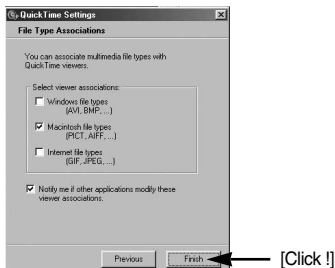 QuickTime Settings
File Type Associations
You can associate multimedia file types with
QuickTime viewers.
Select viewer associations:
Windows file types
(AVI, BMP, ...)
Macintosh file types
(PICT, AIFF, ...)
Internet file types
(GIF, JPEG, ...)
Notify me if other applications modify these
viewer associations.
Previous
Finish
[Click !]